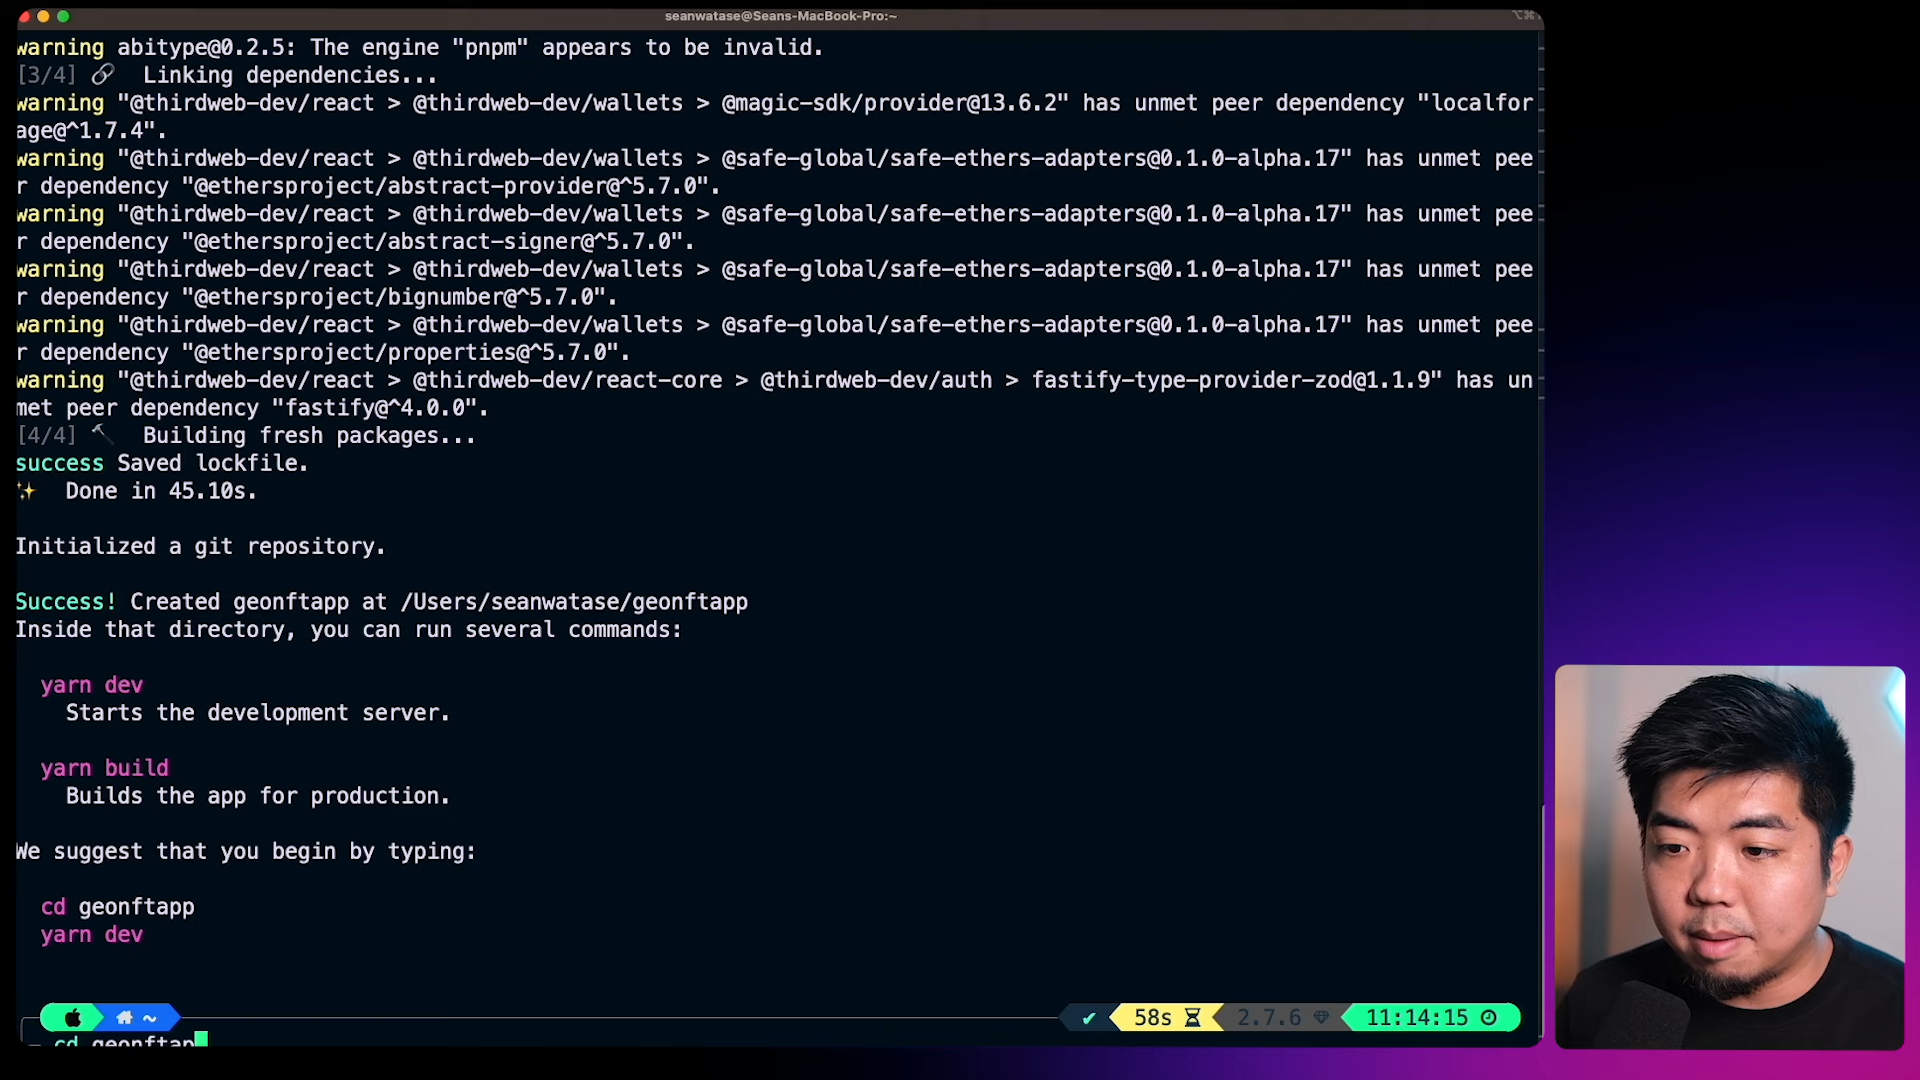 seanwatase@Seans-MacBook-Pro:~
warning abitype@0.2.5: The engine "pnpm" appears to be invalid.
[3/4] 🔗 Linking dependencies...
warning "@thirdweb-dev/react > @thirdweb-dev/wallets > @magic-sdk/provider@13.6.2" has unmet peer dependency "localfor
age@^1.7.4".
warning "@thirdweb-dev/react > @thirdweb-dev/wallets > @safe-global/safe-ethers-adapters@0.1.0-alpha.17" has unmet pee
r dependency "@ethersproject/abstract-provider@^5.7.0".
warning "@thirdweb-dev/react > @thirdweb-dev/wallets > @safe-global/safe-ethers-adapters@0.1.0-alpha.17" has unmet pee
r dependency "@ethersproject/abstract-signer@^5.7.0".
warning "@thirdweb-dev/react > @thirdweb-dev/wallets > @safe-global/safe-ethers-adapters@0.1.0-alpha.17" has unmet pee
r dependency "@ethersproject/bignumber@^5.7.0".
warning "@thirdweb-dev/react > @thirdweb-dev/wallets > @safe-global/safe-ethers-adapters@0.1.0-alpha.17" has unmet pee
r dependency "@ethersproject/properties@^5.7.0".
warning "@thirdweb-dev/react > @thirdweb-dev/react-core > @thirdweb-dev/auth > fastify-type-provider-zod@1.1.9" has un
met peer dependency "fastify@^4.0.0".
[4/4] 🔨 Building fresh packages...
success Saved lockfile.
✨ Done in 45.10s.
Initialized a git repository.
Success! Created geonftapp at /Users/seanwatase/geonftapp
Inside that directory, you can run several commands:
yarn dev
Starts the development server.
yarn build
Builds the app for production.
We suggest that you begin by typing:
cd geonftapp
yarn dev
~ ✔ 58s 2.7.6 11:14:15
cd geonftap